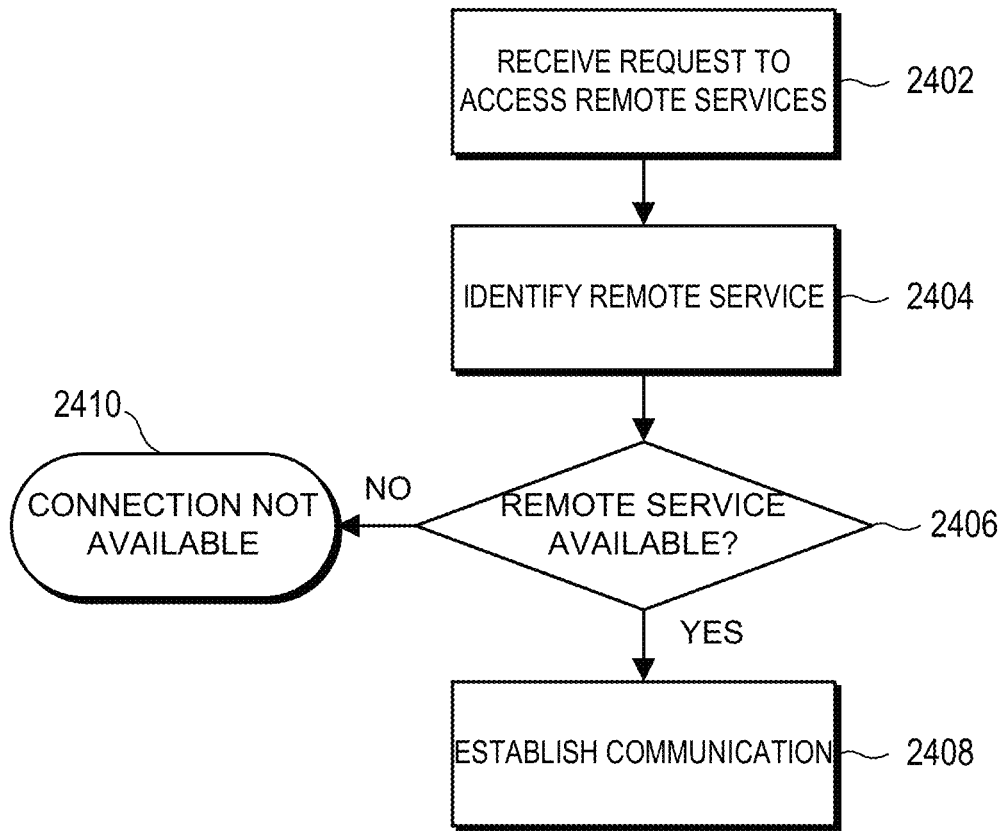 RECEIVE REQUEST TO
ACCESS REMOTE SERVICES
2402
IDENTIFY REMOTE SERVICE
2404
2410
CONNECTION NOT
AVAILABLE
NO
REMOTE SERVICE
AVAILABLE?
2406
YES
ESTABLISH COMMUNICATION
2408